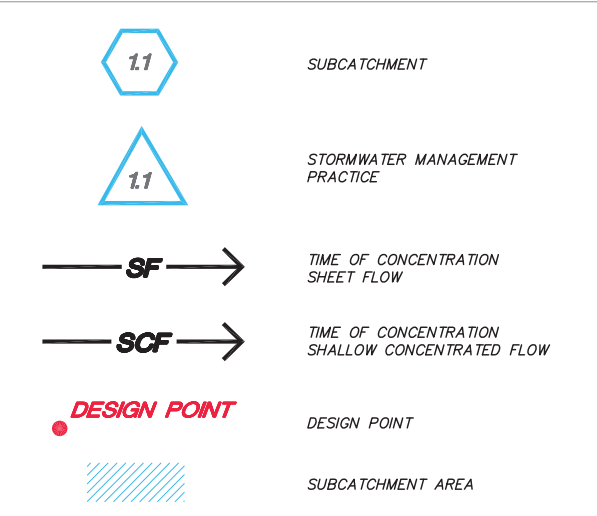 1.1
SUBCATCHMENT
1.1
STORMWATER MANAGEMENT
PRACTICE
SF
TIME OF CONCENTRATION
SHEET FLOW
SCF
TIME OF CONCENTRATION
SHALLOW CONCENTRATED FLOW
DESIGN POINT
DESIGN POINT
SUBCATCHMENT AREA